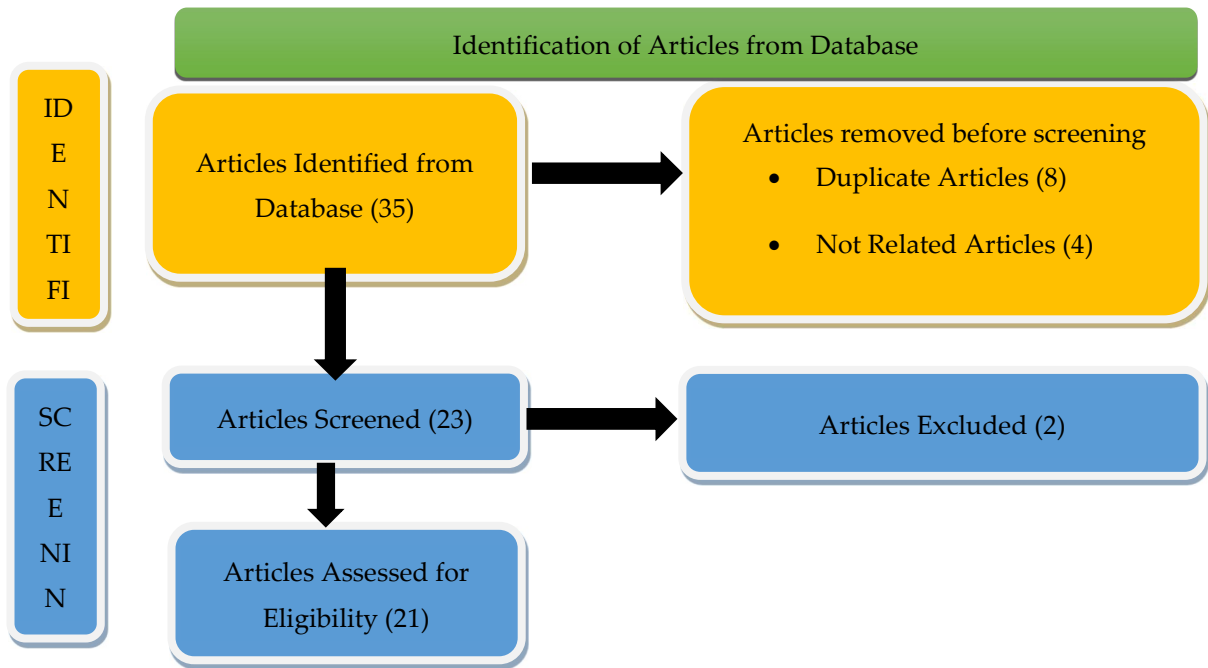 Identification of Articles from Database
ID
E
N
TI
FI
Articles Identified from
Database (35)
Articles removed before screening
• Duplicate Articles (8)
• Not Related Articles (4)
SC
RE
E
NI
N
Articles Screened (23)
Articles Excluded (2)
Articles Assessed for
Eligibility (21)